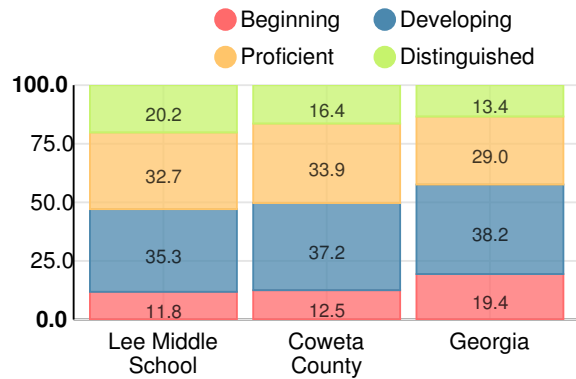 Beginning Developing
Proficient Distinguished
100.0
20.2 16.4 13.4
75.0
32.7 33.9 29.0
50.0
35.3 37.2 38.2
25.0
11.8 12.5 19.4
0.0
Lee Middle Coweta Georgia
School County